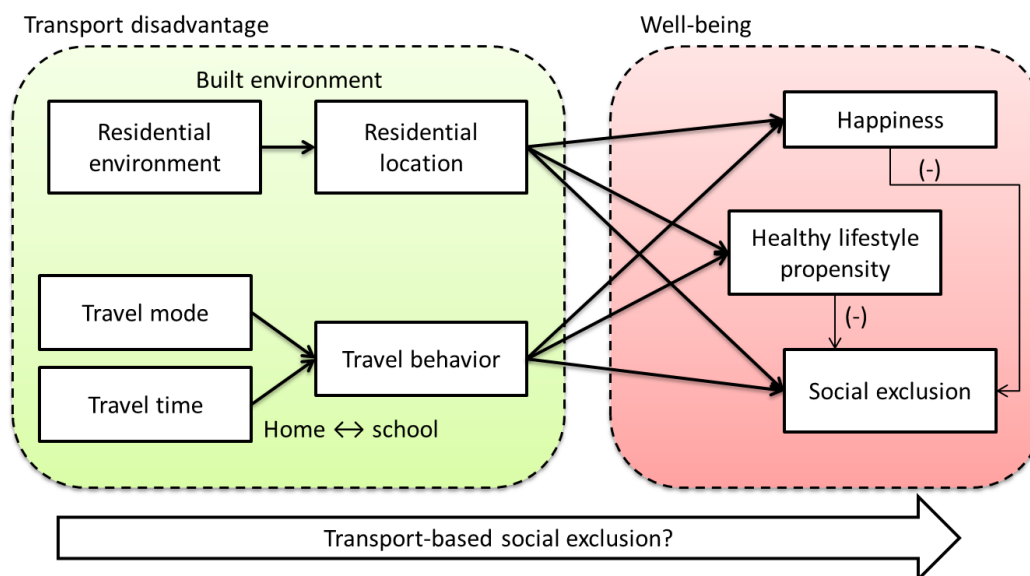 Transport disadvantage
Well-being
Built environment
Residential
environment
Residential
location
Happiness
(-)
Healthy lifestyle
propensity
(-)
Travel mode
Travel behavior
Travel time
Social exclusion
Home ↔ school
Transport-based social exclusion?